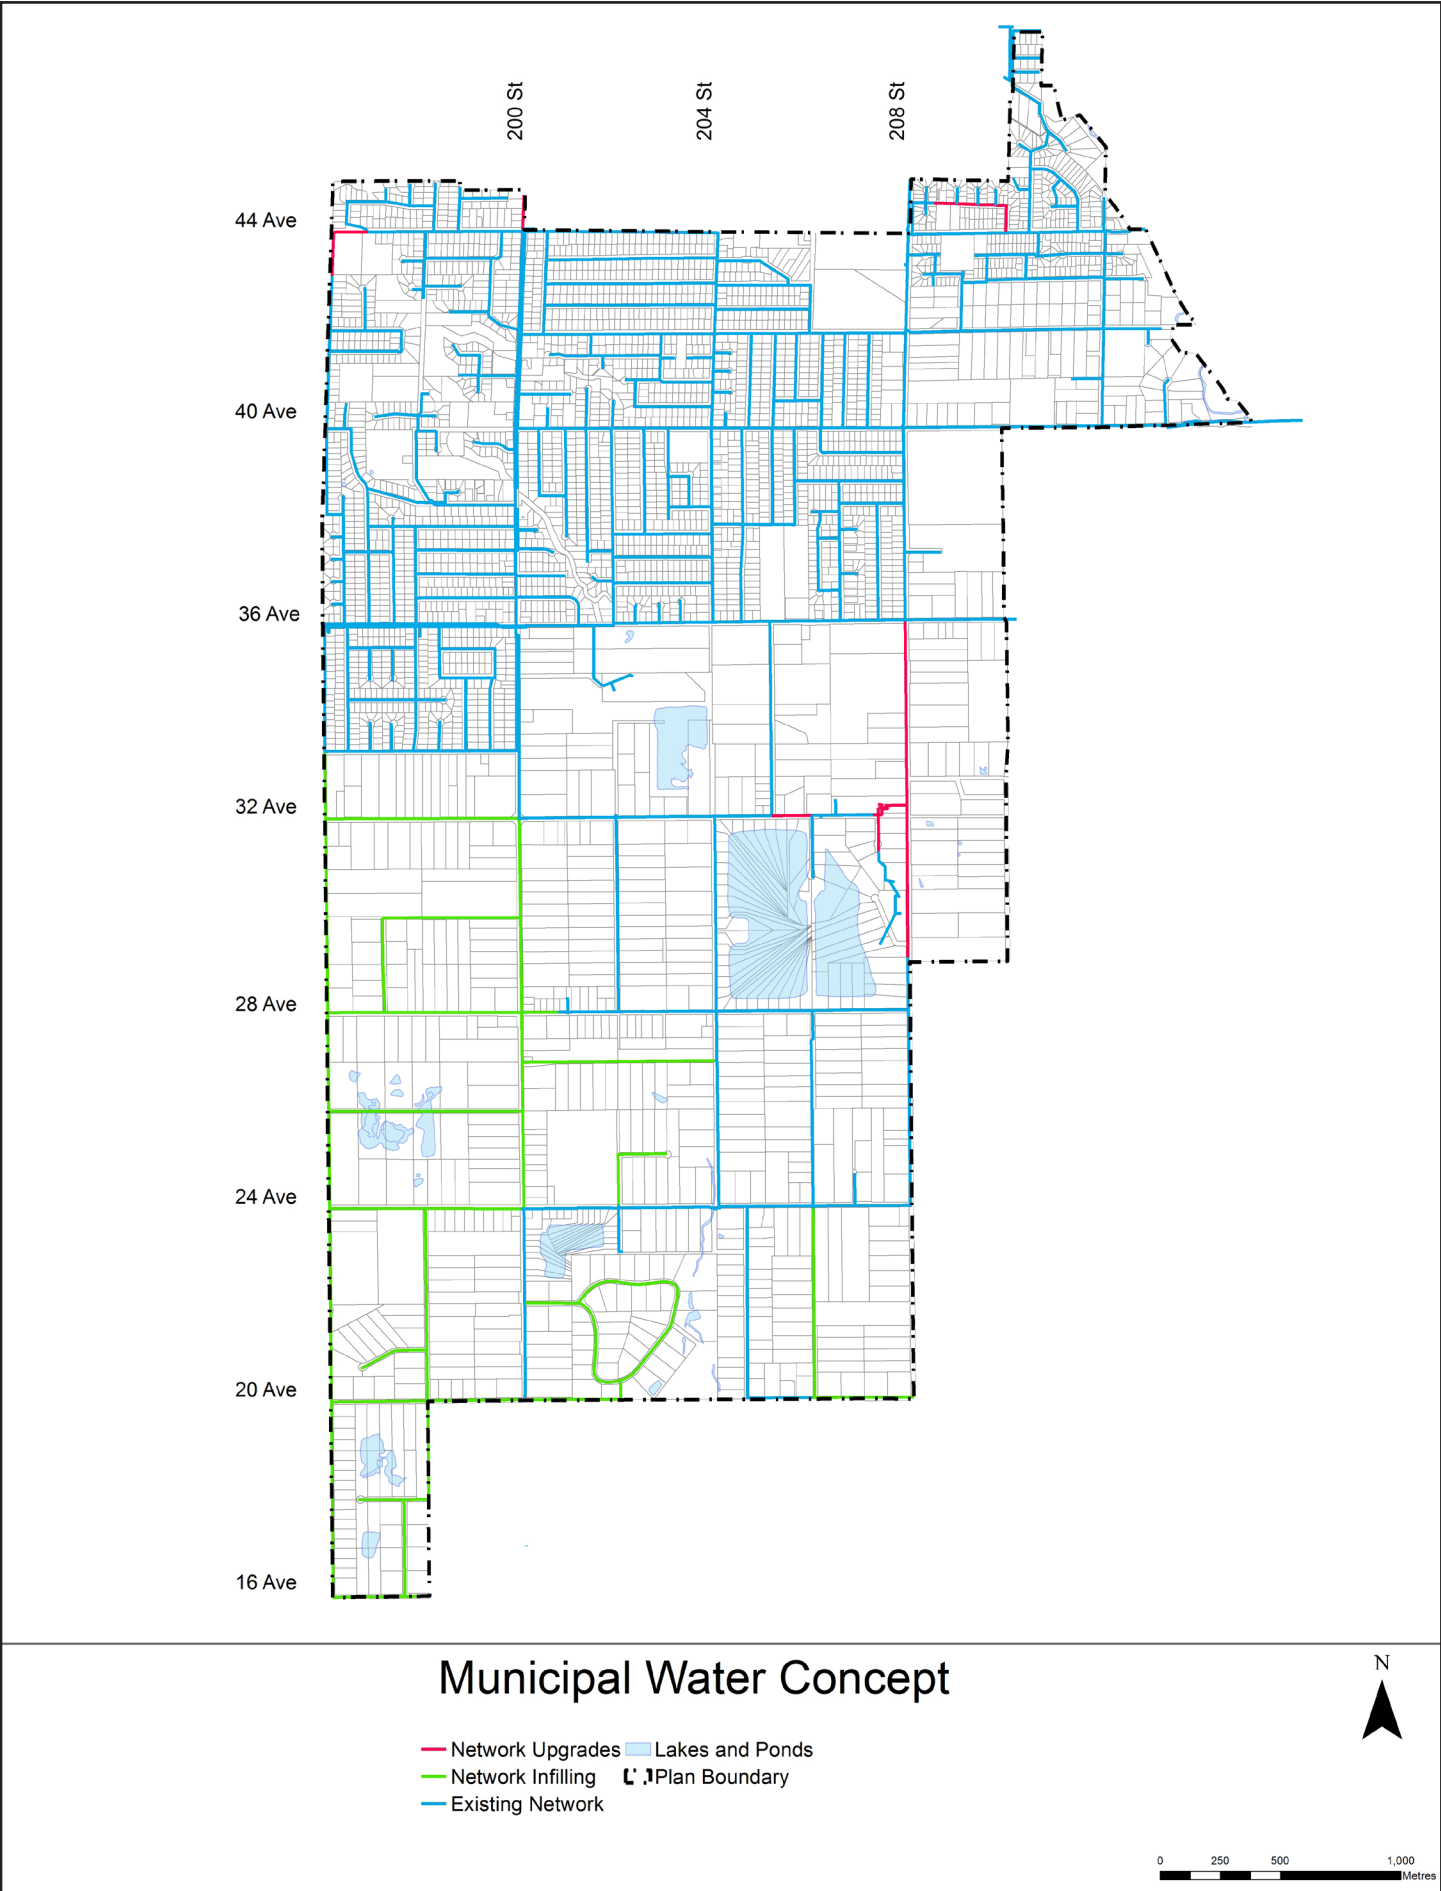 200 St
204 St
208 St
44 Ave
40 Ave
36 Ave
32 Ave
28 Ave
24 Ave
20 Ave
16 Ave
Municipal Water Concept
N
Network Upgrades
Lakes and Ponds
Network Infilling
Plan Boundary
Existing Network
0 250 500 1,000
Metres